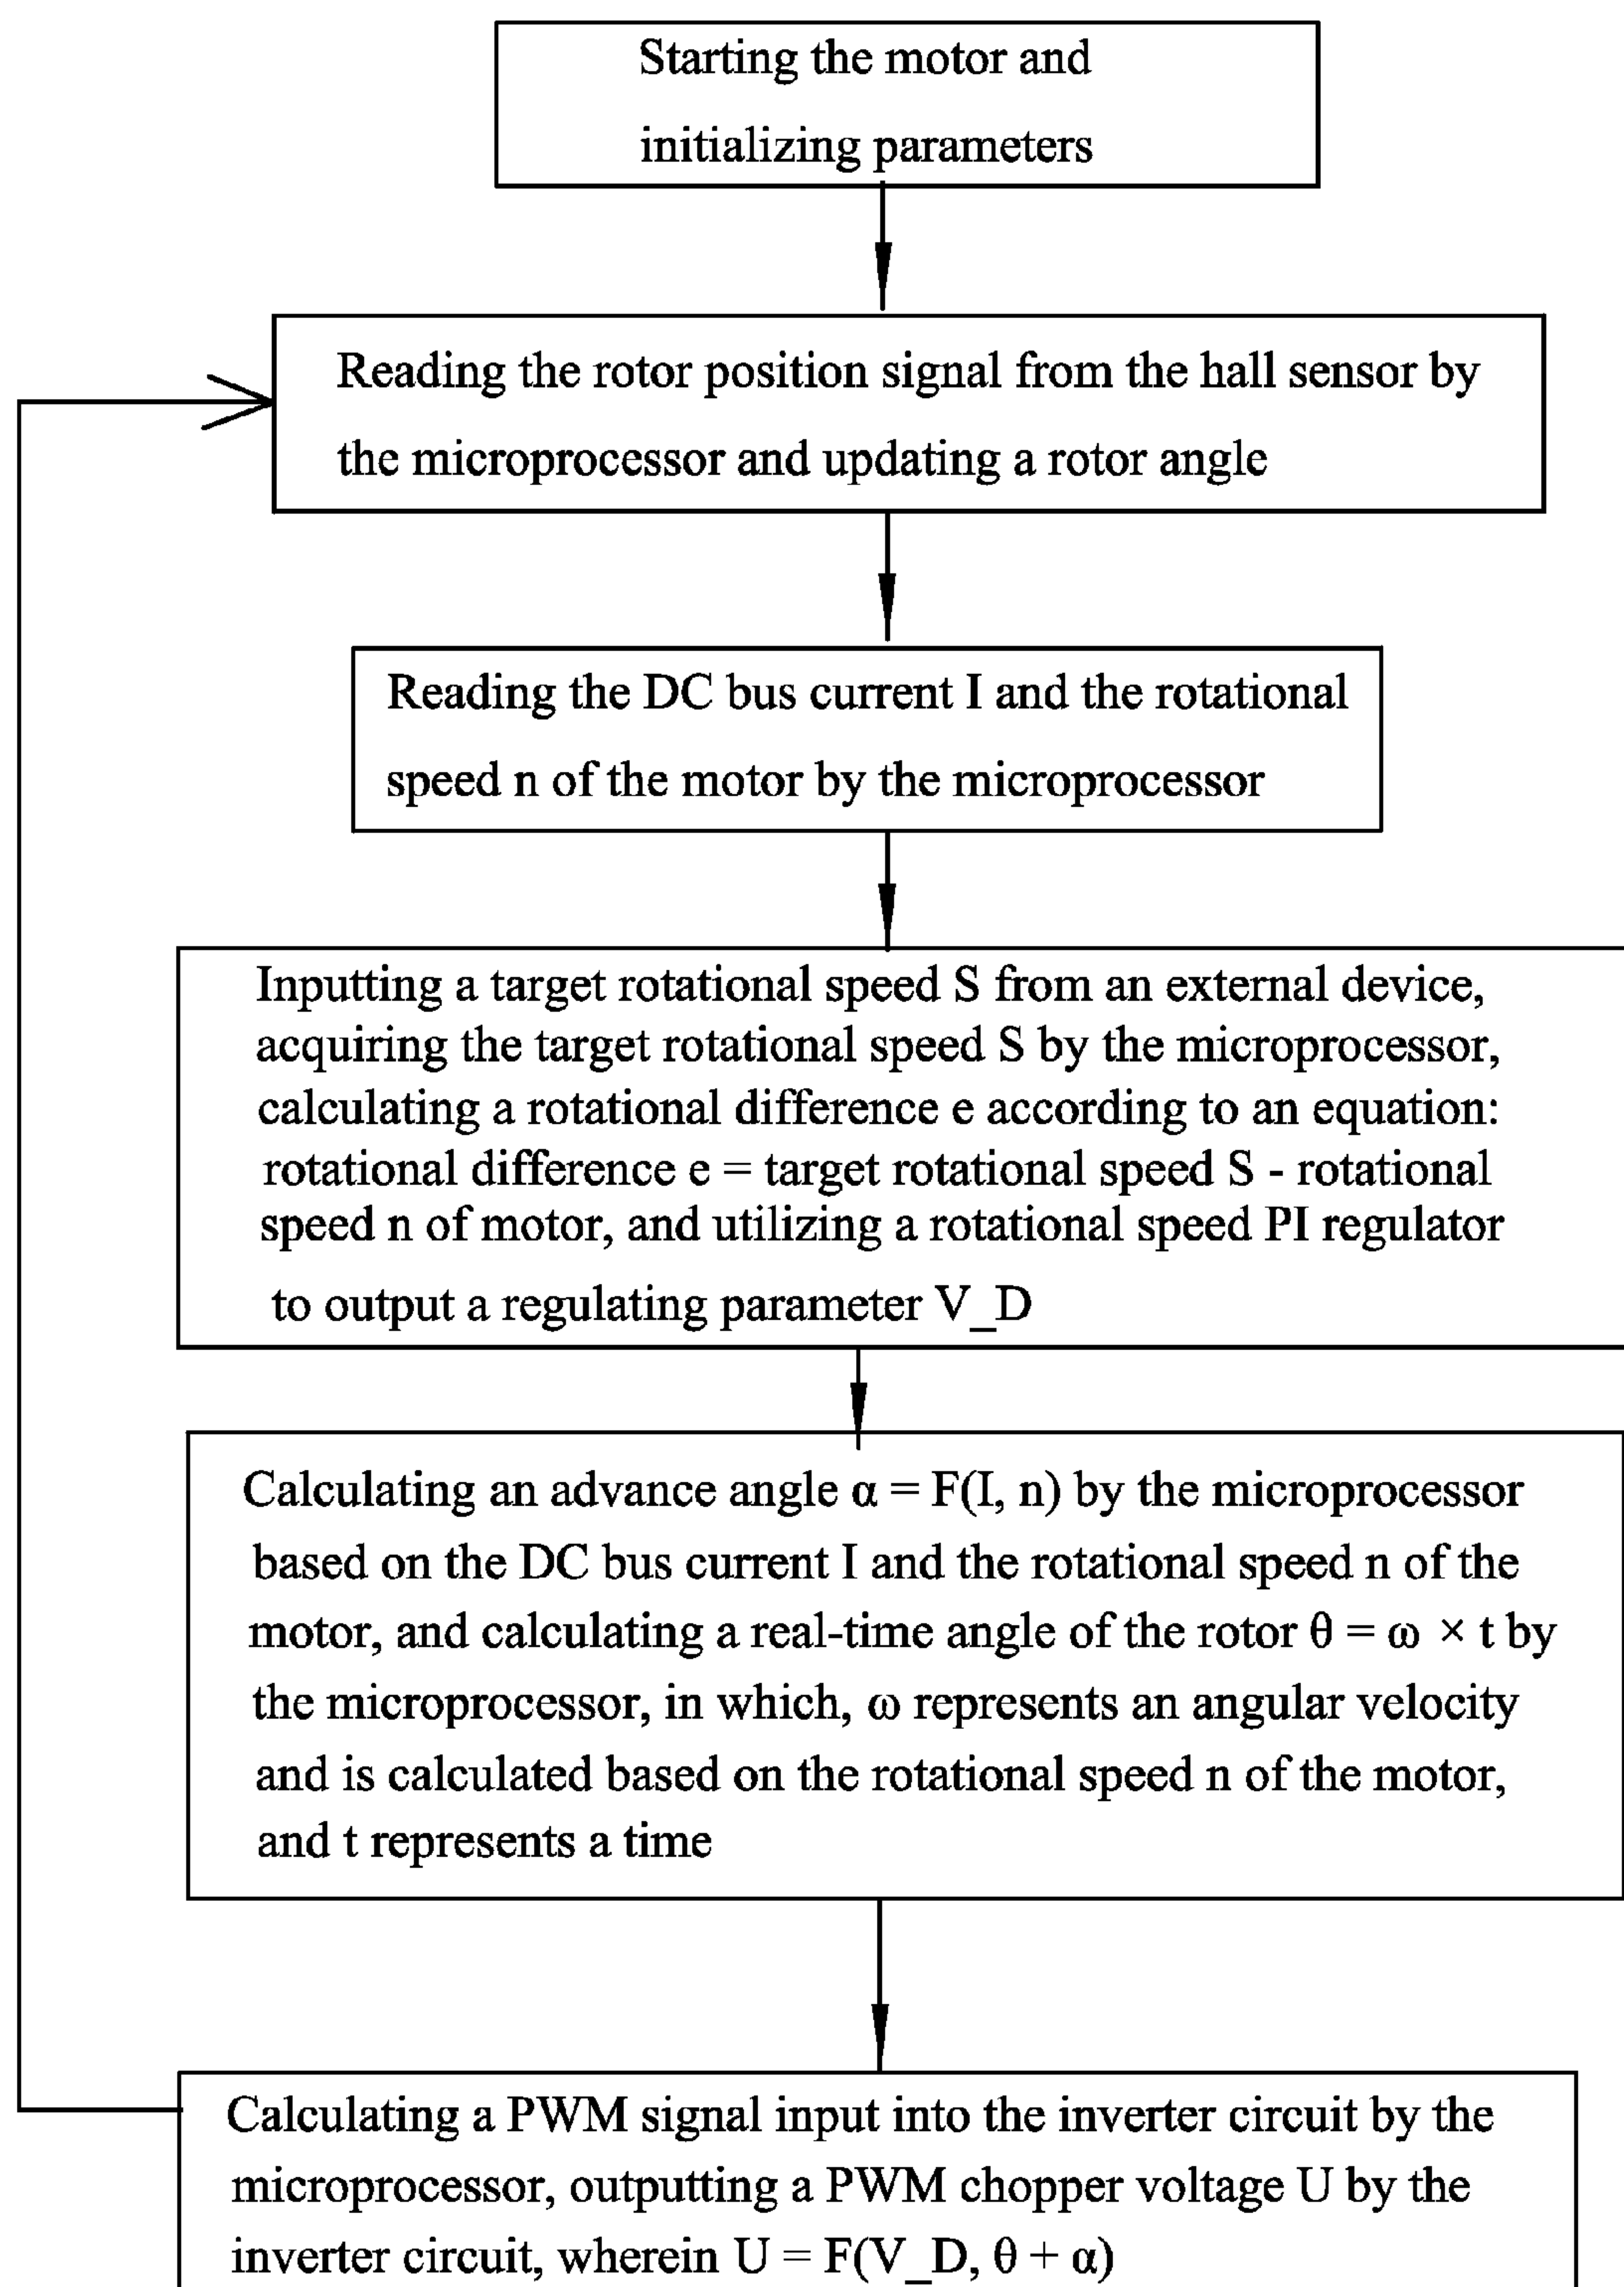 Starting the motor and
initializing parameters
Reading the rotor position signal from the hall sensor by
the microprocessor and updating a rotor angle
Reading the DC bus current I and the rotational
speed n of the motor by the microprocessor
Inputting a target rotational speed S from an external device,
acquiring the target rotational speed S by the microprocessor,
calculating a rotational difference e according to an equation:
rotational difference e = target rotational speed S - rotational
speed n of motor, and utilizing a rotational speed PI regulator
to output a regulating parameter V_D
Calculating an advance angle α = F(I, n) by the microprocessor
based on the DC bus current I and the rotational speed n of the
motor, and calculating a real-time angle of the rotor θ = ω × t by
the microprocessor, in which, ω represents an angular velocity
and is calculated based on the rotational speed n of the motor,
and t represents a time
Calculating a PWM signal input into the inverter circuit by the
microprocessor, outputting a PWM chopper voltage U by the
inverter circuit, wherein U = F(V_D, θ + α)